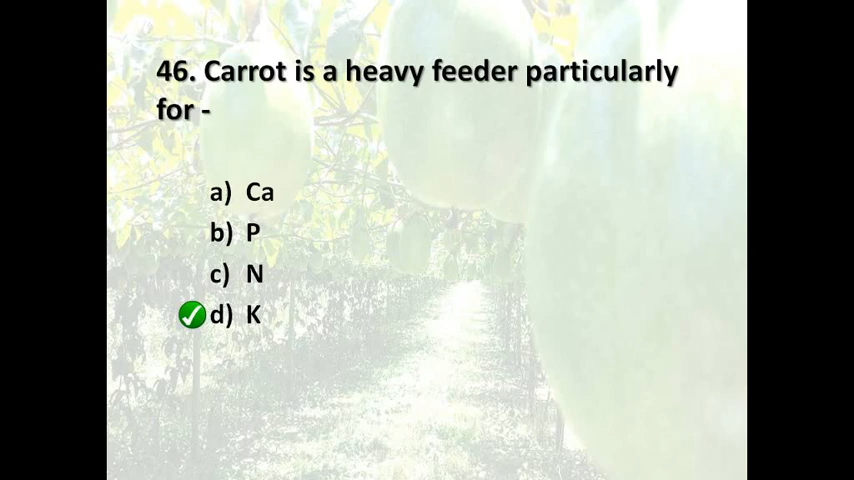 46. Carrot is a heavy feeder particularly
for -
a) Ca
b) P
c) N
d) K